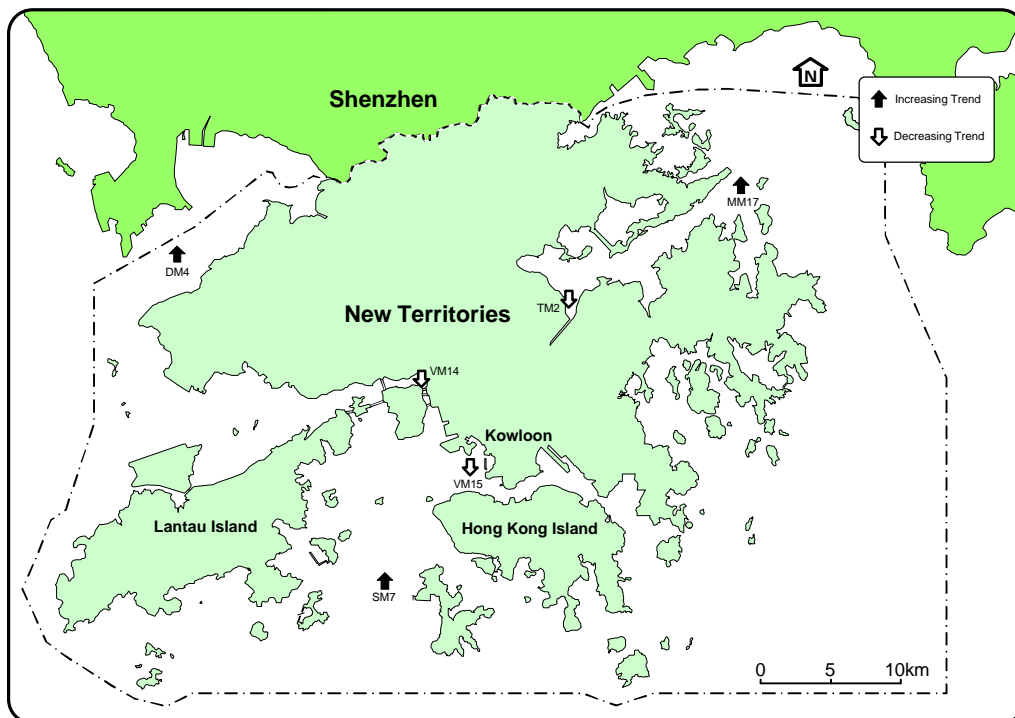 N
Shenzhen
Increasing Trend
Decreasing Trend
MM17
DM4
TM2
New Territories
VM14
Kowloon
VM15
Lantau Island
Hong Kong Island
SM7
0 5 10km